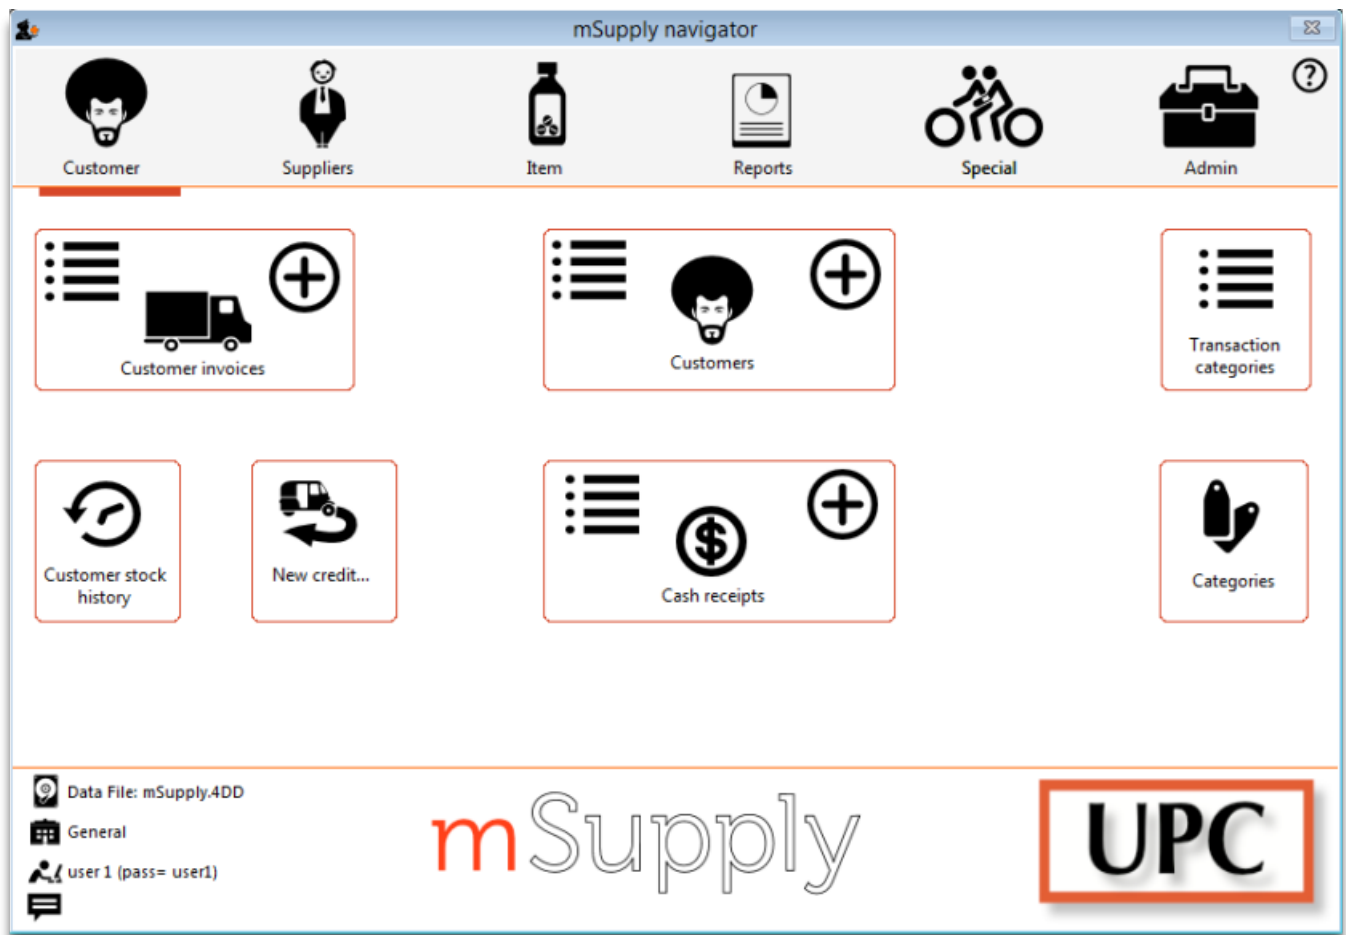 mSupply navigator
Customer
Suppliers
Item
Reports
Special
Admin
?
Customer invoices
Customers
Transaction
categories
Customer stock
history
New credit...
$
Cash receipts
Categories
Data File: mSupply.4DD
General
user 1 (pass= user1)
mSupply
UPC